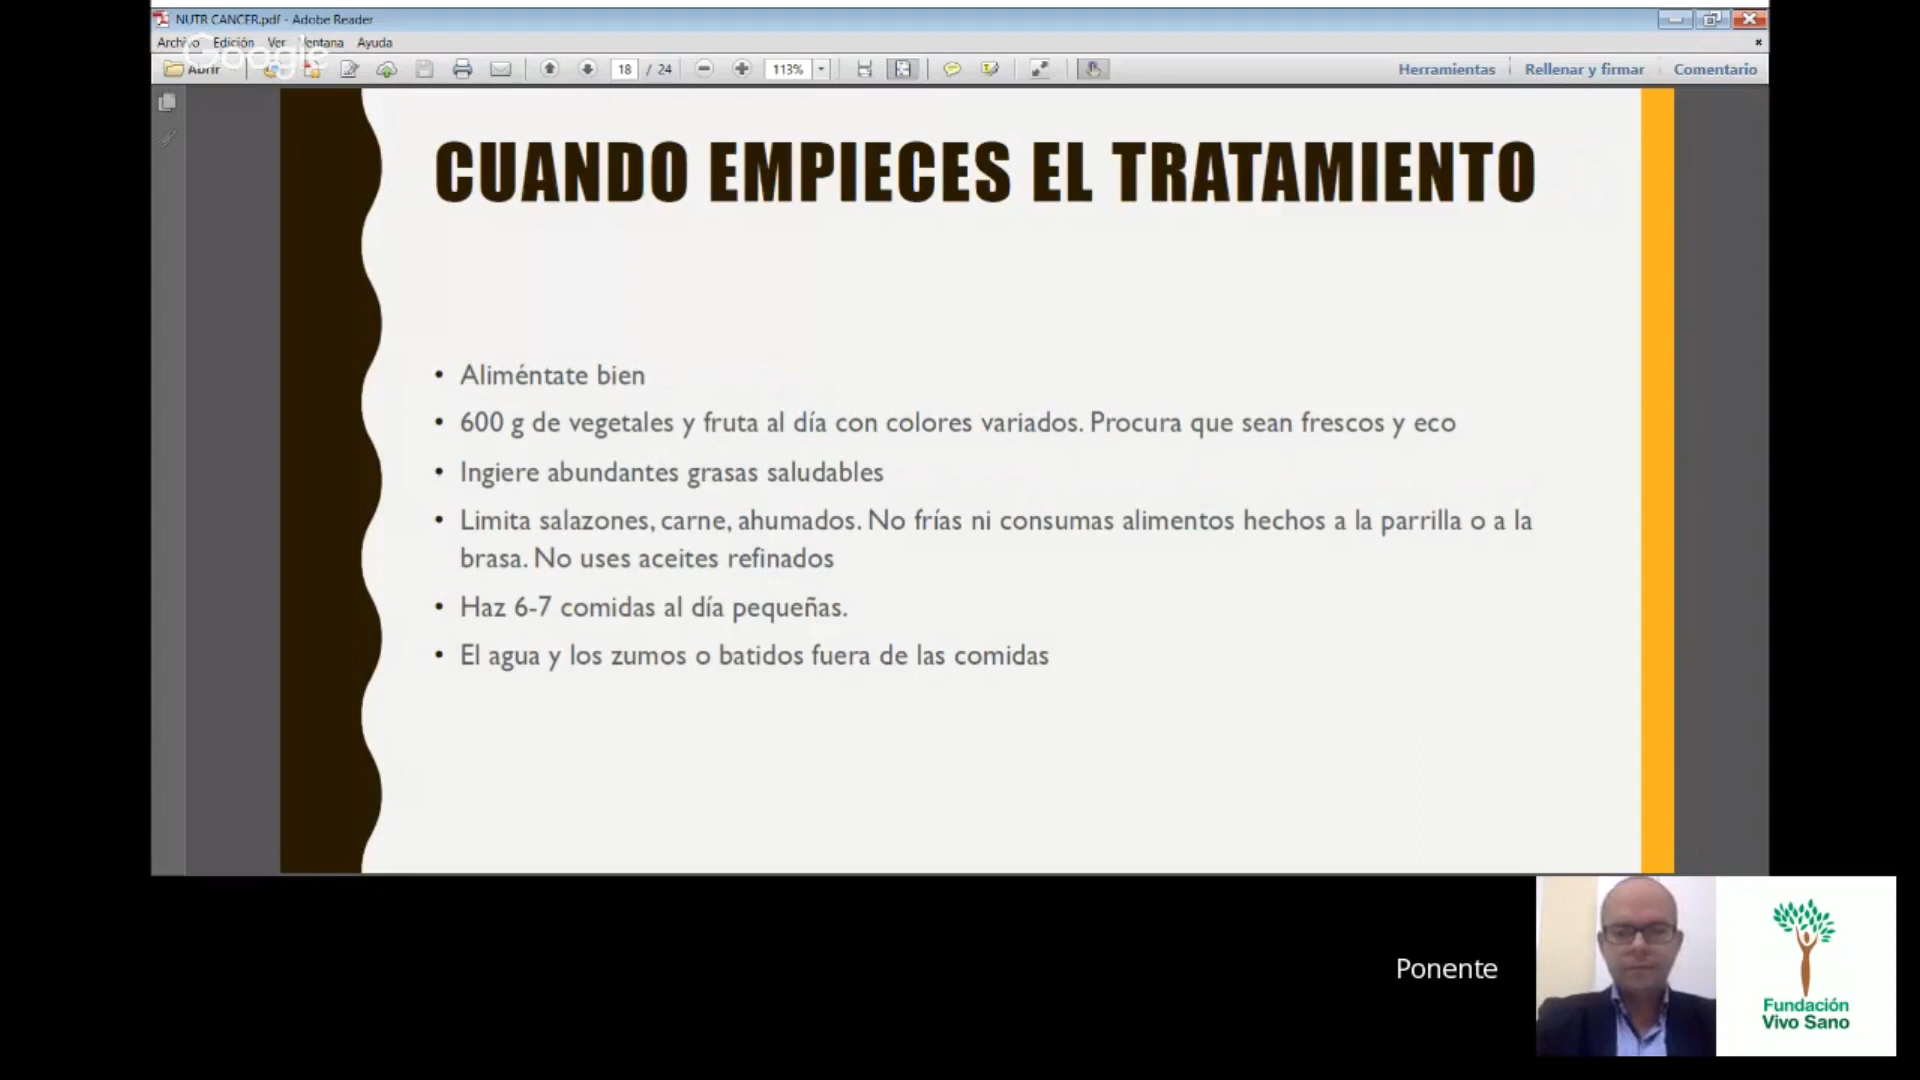 NUTR CANCER.pdf - Adobe Reader
Archivo Edición Ver Ventana Ayuda
Google
Abrir 18 / 24 113% Herramientas Rellenar y firmar Comentario
CUANDO EMPIECES EL TRATAMIENTO
• Aliméntate bien
• 600 g de vegetales y fruta al día con colores variados. Procura que sean frescos y eco
• Ingiere abundantes grasas saludables
• Limita salazones, carne, ahumados. No frías ni consumas alimentos hechos a la parrilla o a la
brasa. No uses aceites refinados
• Haz 6-7 comidas al día pequeñas.
• El agua y los zumos o batidos fuera de las comidas
Ponente
Fundación
Vivo Sano